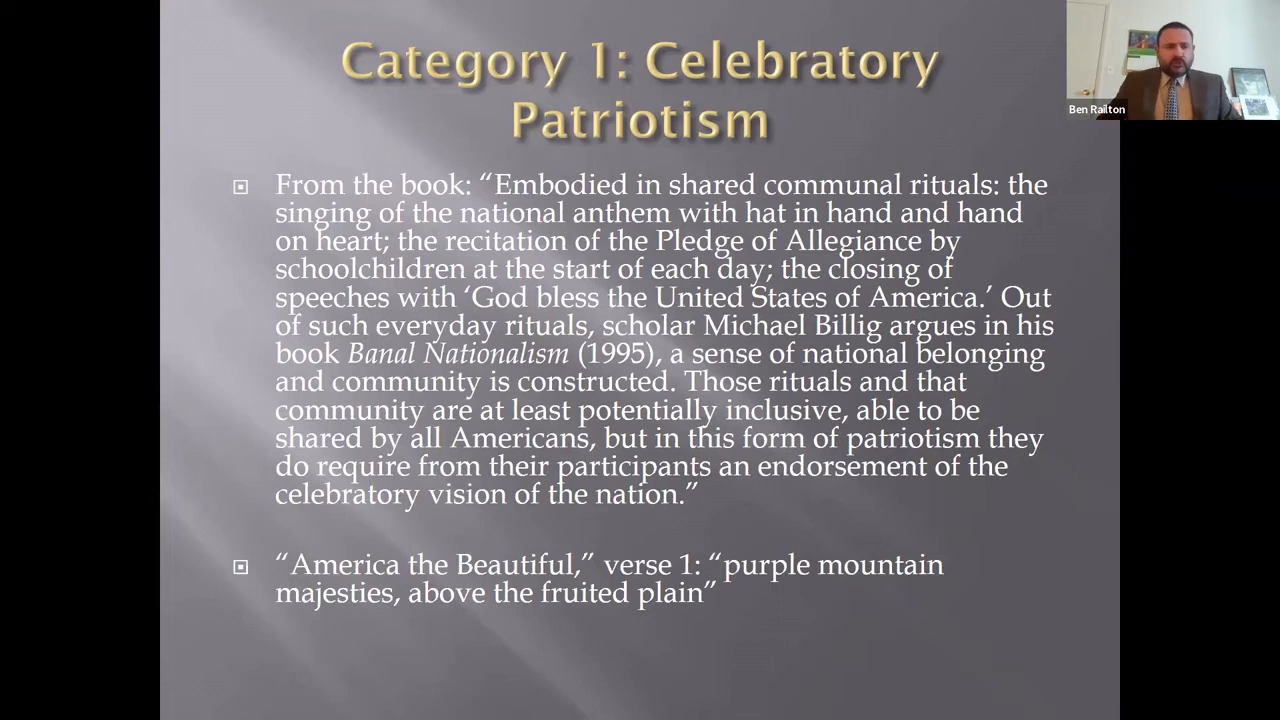 Category 1: Celebratory
Patriotism
From the book: “Embodied in shared communal rituals: the
singing of the national anthem with hat in hand and hand
on heart; the recitation of the Pledge of Allegiance by
schoolchildren at the start of each day; the closing of
speeches with ‘God bless the United States of America.’ Out
of such everyday rituals, scholar Michael Billig argues in his
book Banal Nationalism (1995), a sense of national belonging
and community is constructed. Those rituals and that
community are at least potentially inclusive, able to be
shared by all Americans, but in this form of patriotism they
do require from their participants an endorsement of the
celebratory vision of the nation.”
“America the Beautiful,” verse 1: “purple mountain
majesties, above the fruited plain”
Ben Railton